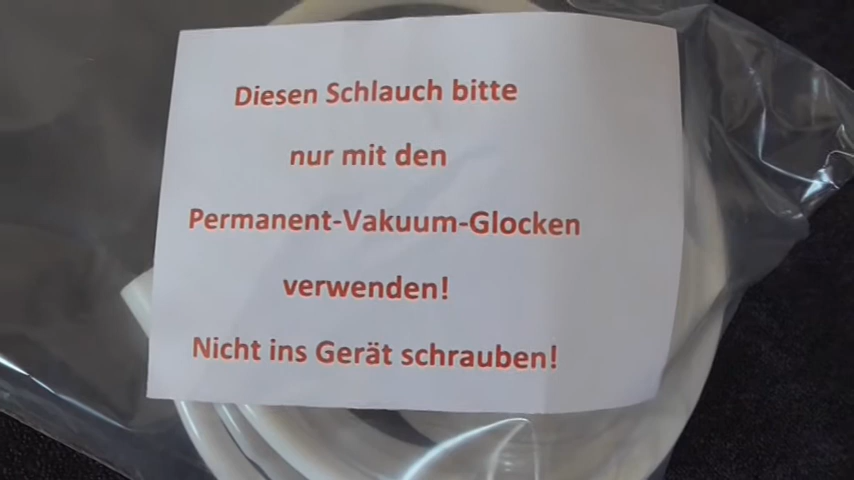 Diesen Schlauch bitte
nur mit den
Permanent-Vakuum-Glocken
verwenden!
Nicht ins Gerät schrauben!